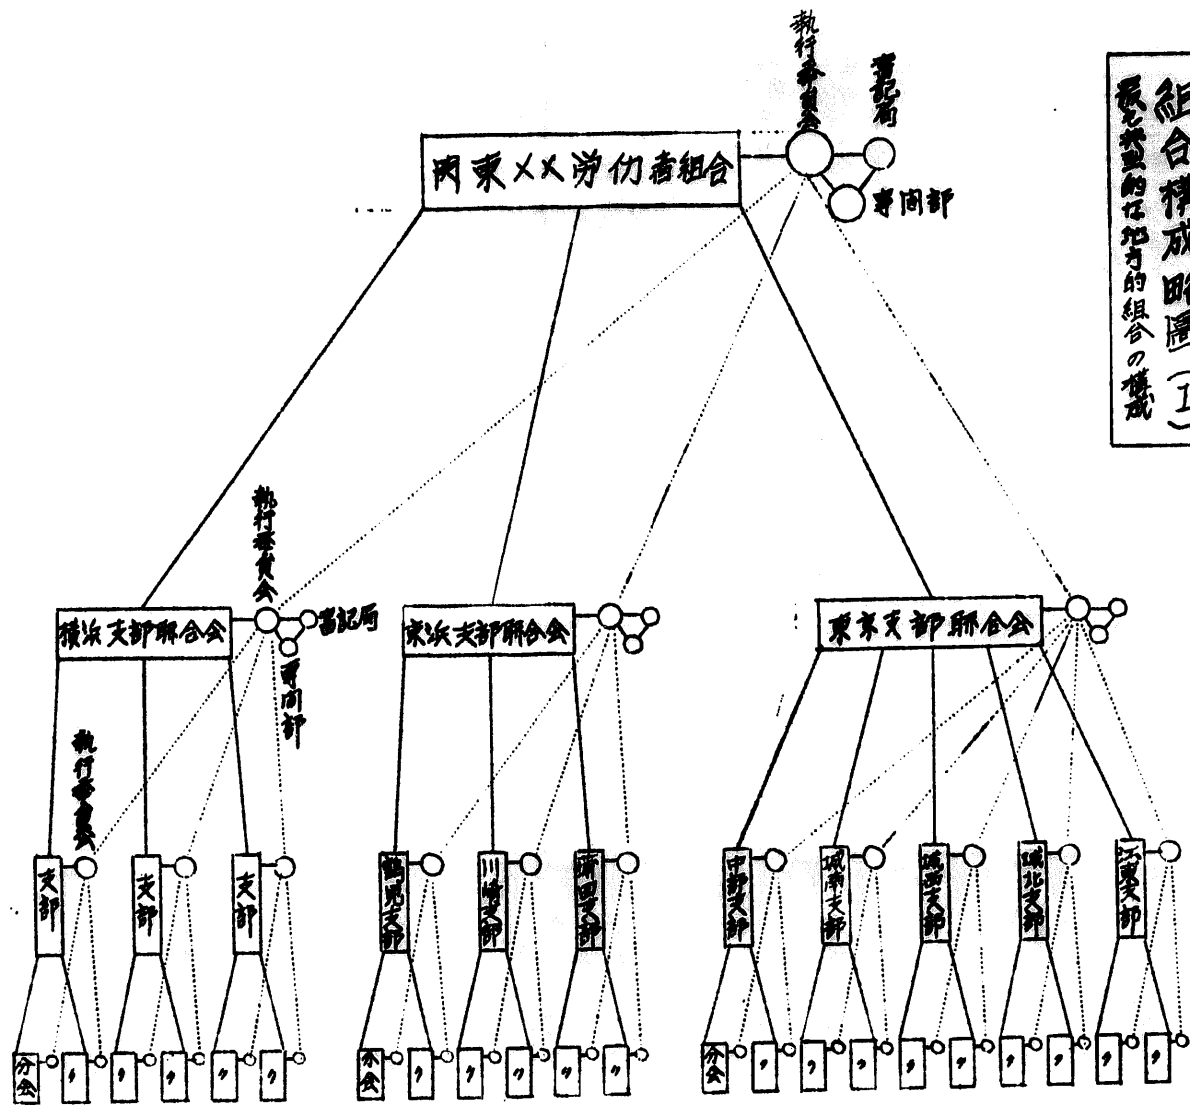 組合構成略圖(I)
最も典型的な地方的組合の構成
執行委員会
書記局
専門部
関東××労仂者組合
執行委員会
書記局
専門部
横浜支部聯合会
東浜支部聯合会
東京支部聯合会
執行委員会
支部
支部
支部
鶴見支部
川崎支部
蒲田支部
中部支部
城南支部
城西支部
城北支部
江東支部
分会
〃
〃
〃
〃
〃
分会
〃
〃
〃
〃
〃
分会
〃
〃
〃
〃
〃
〃
〃
〃
〃